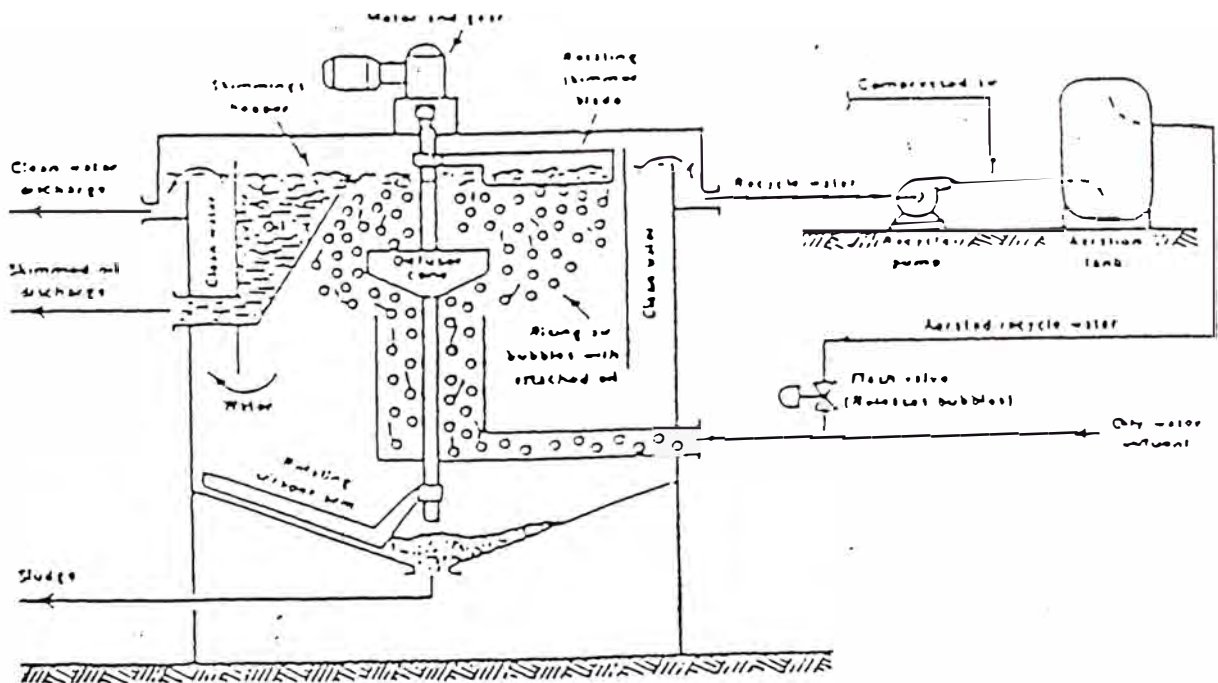 Motor and gear
Rotating
skimmer
blade
Skimmings
hopper
Compressed air
Clean water
discharge
Recycle water
Clean water
Clean water
Recycle
pump
Aeration
tank
Diffuser
cone
Skimmed oil
discharge
Rising air
bubbles with
attached oil
Aerated recycle water
Flash valve
(Releases bubbles)
Oily water
Water
Rotating
arm
Sludge